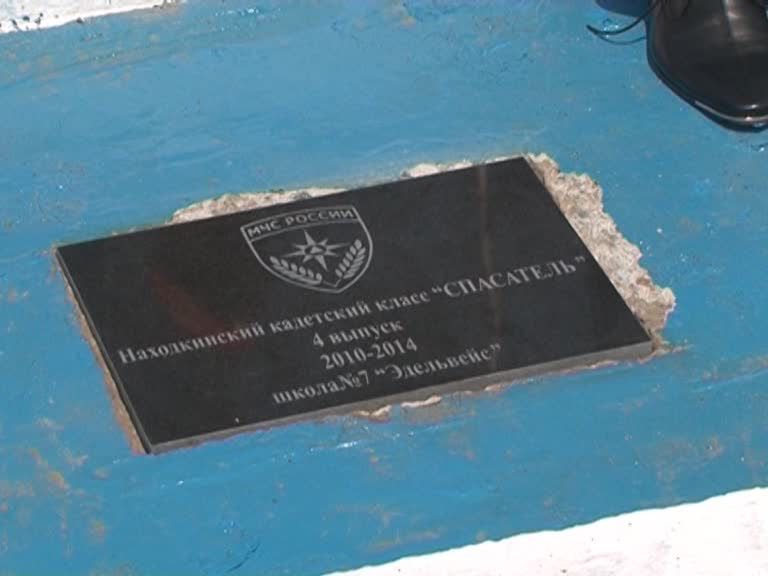 МЧС РОССИИ
Находкинский кадетский класс “СПАСАТЕЛЬ”
4 выпуск
2010-2014
школа№7 “Эдельвейс”